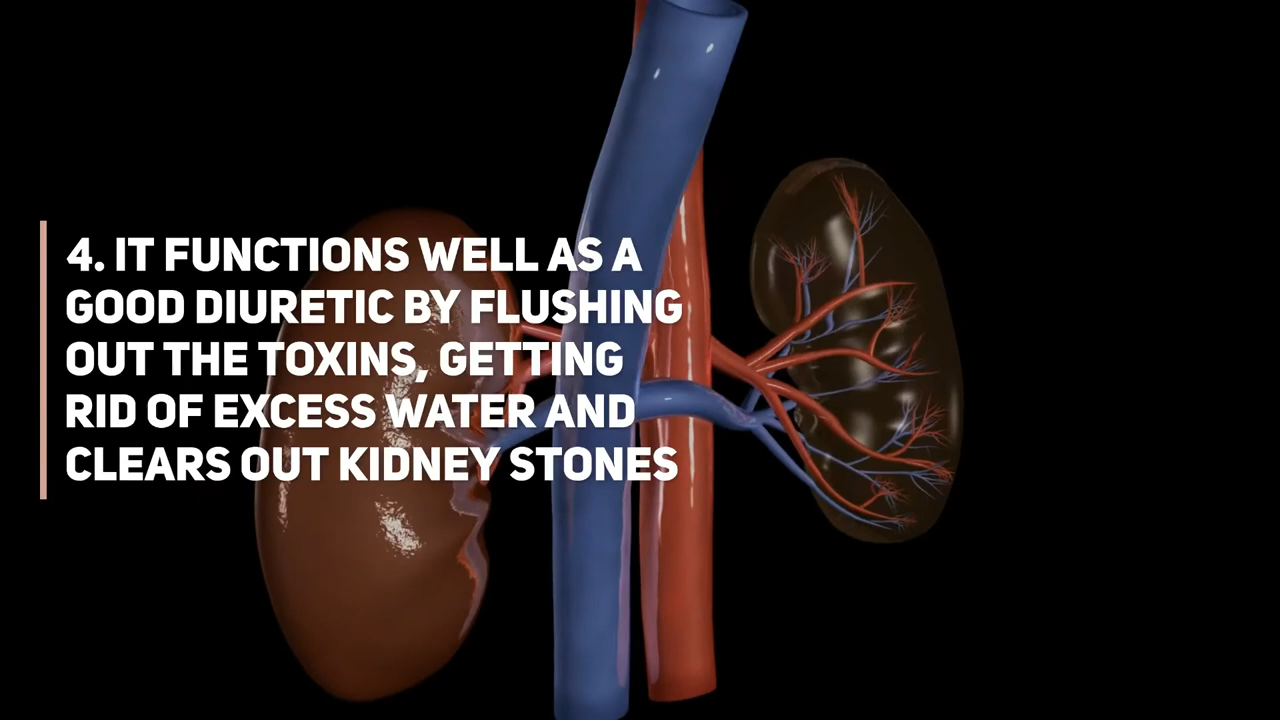 4. IT FUNCTIONS WELL AS A
GOOD DIURETIC BY FLUSHING
OUT THE TOXINS, GETTING
RID OF EXCESS WATER AND
CLEARS OUT KIDNEY STONES